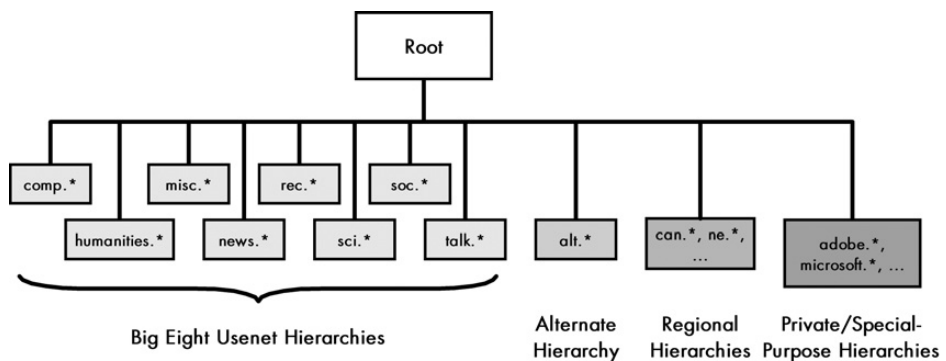 Root
comp.*
misc.*
rec.*
soc.*
humanities.*
news.*
sci.*
talk.*
alt.*
can.*, ne.*,
...
adobe.*,
microsoft.*, ...
Big Eight Usenet Hierarchies
Alternate
Hierarchy
Regional
Hierarchies
Private/Special-
Purpose Hierarchies